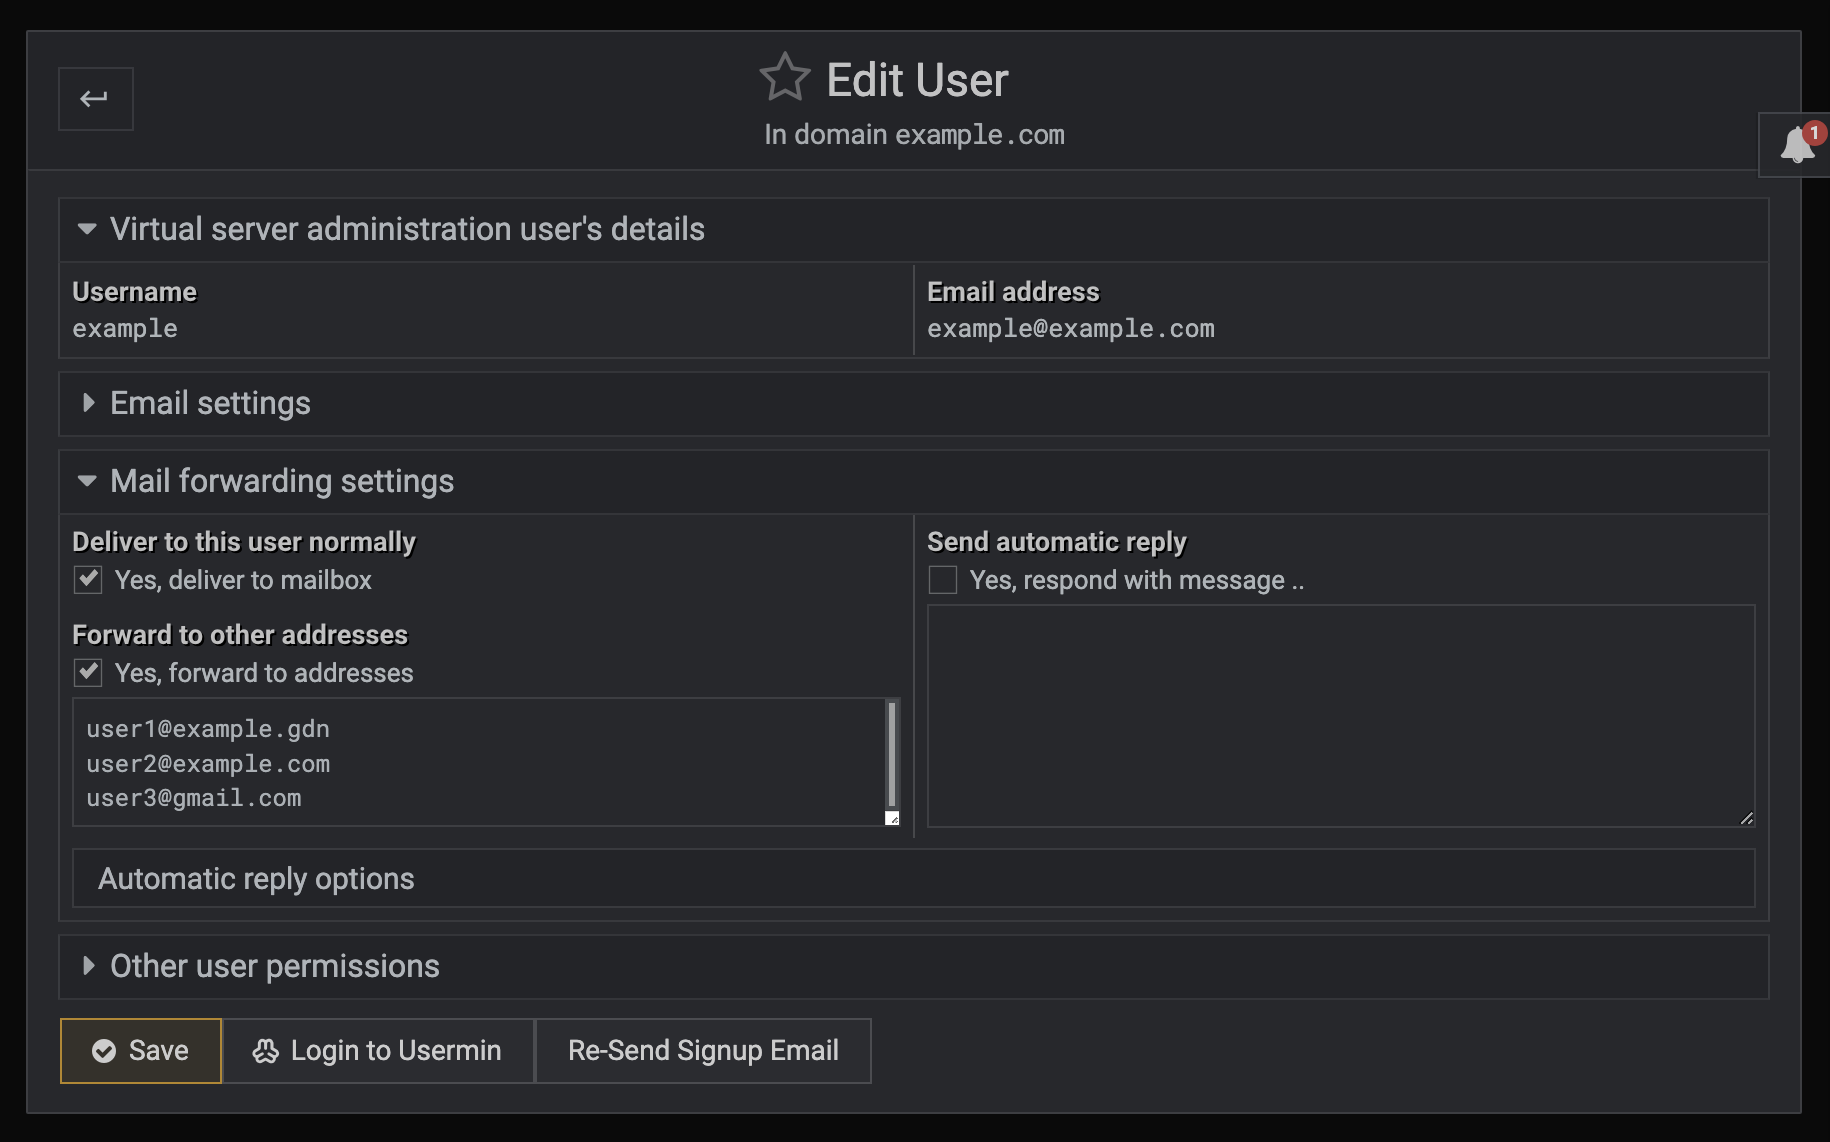 Edit User
In domain example.com
1
Virtual server administration user's details
Username
example
Email address
example@example.com
Email settings
Mail forwarding settings
Deliver to this user normally
Yes, deliver to mailbox
Forward to other addresses
Yes, forward to addresses
user1@example.gdn
user2@example.com
user3@gmail.com
Send automatic reply
Yes, respond with message ..
Automatic reply options
Other user permissions
Save
Login to Usermin
Re-Send Signup Email